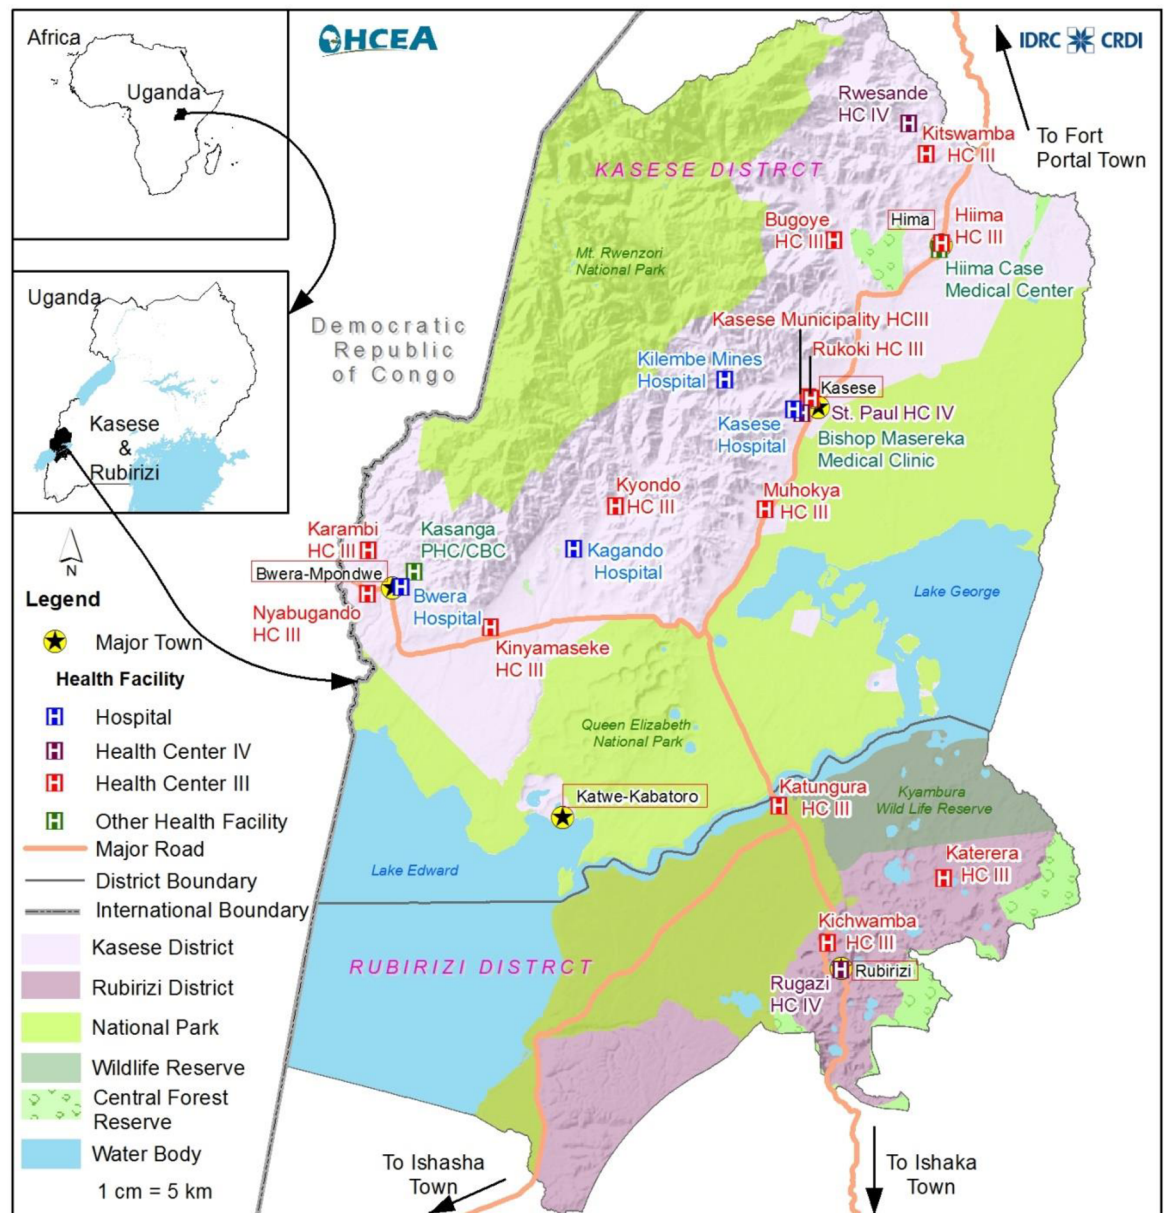 Africa
Uganda
OHCEA
IDRC CRDI
Rwesande
HC IV
Kitswamba
HC III
To Fort
Portal Town
KASESE DISTRCT
Bugoye
HC III
Hima
Hiima
HC III
Hiima Case
Medical Center
Mt. Rwenzori
National Park
Uganda
Kasese
&
Rubirizi
Democratic
Republic
of Congo
Kasese Municipality HCIII
Rukoki HC III
Kilembe Mines
Hospital
Kasese
St. Paul HC IV
Kasese
Hospital
Bishop Masereka
Medical Clinic
Kyondo
HC III
Muhokya
HC III
Karambi
HC III
Kasanga
PHC/CBC
Kagando
Hospital
Bwera-Mpondwe
Bwera
Hospital
Nyabugando
HC III
Kinyamaseke
HC III
Lake George
Queen Elizabeth
National Park
Katwe-Kabatoro
Katungura
HC III
Kyambura
Wild Life Reserve
Lake Edward
Katerera
HC III
Kichwamba
HC III
RUBIRIZI DISTRCT
Rubirizi
Rugazi
HC IV
To Ishasha
Town
To Ishaka
Town
N
Legend
Major Town
Health Facility
H Hospital
H Health Center IV
H Health Center III
H Other Health Facility
Major Road
District Boundary
International Boundary
Kasese District
Rubirizi District
National Park
Wildlife Reserve
Central Forest
Reserve
Water Body
1 cm = 5 km